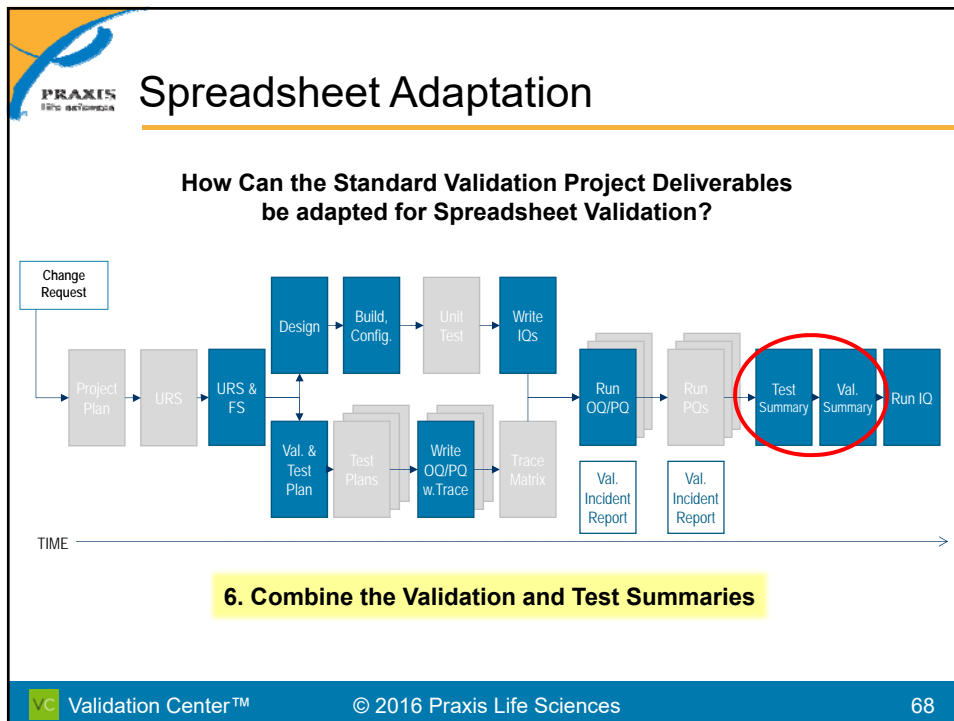 PRAXIS
life sciences
Spreadsheet Adaptation
How Can the Standard Validation Project Deliverables
be adapted for Spreadsheet Validation?
Change
Request
Project
Plan
URS
URS &
FS
Design
Build,
Config.
Unit
Test
Write
IQs
Val. &
Test
Plan
Test
Plans
Write
OQ/PQ
w.Trace
Trace
Matrix
Run
OQ/PQ
Run
PQs
Test
Summary
Val.
Summary
Run IQ
Val.
Incident
Report
Val.
Incident
Report
TIME
6. Combine the Validation and Test Summaries
VC Validation Center™ © 2016 Praxis Life Sciences 68